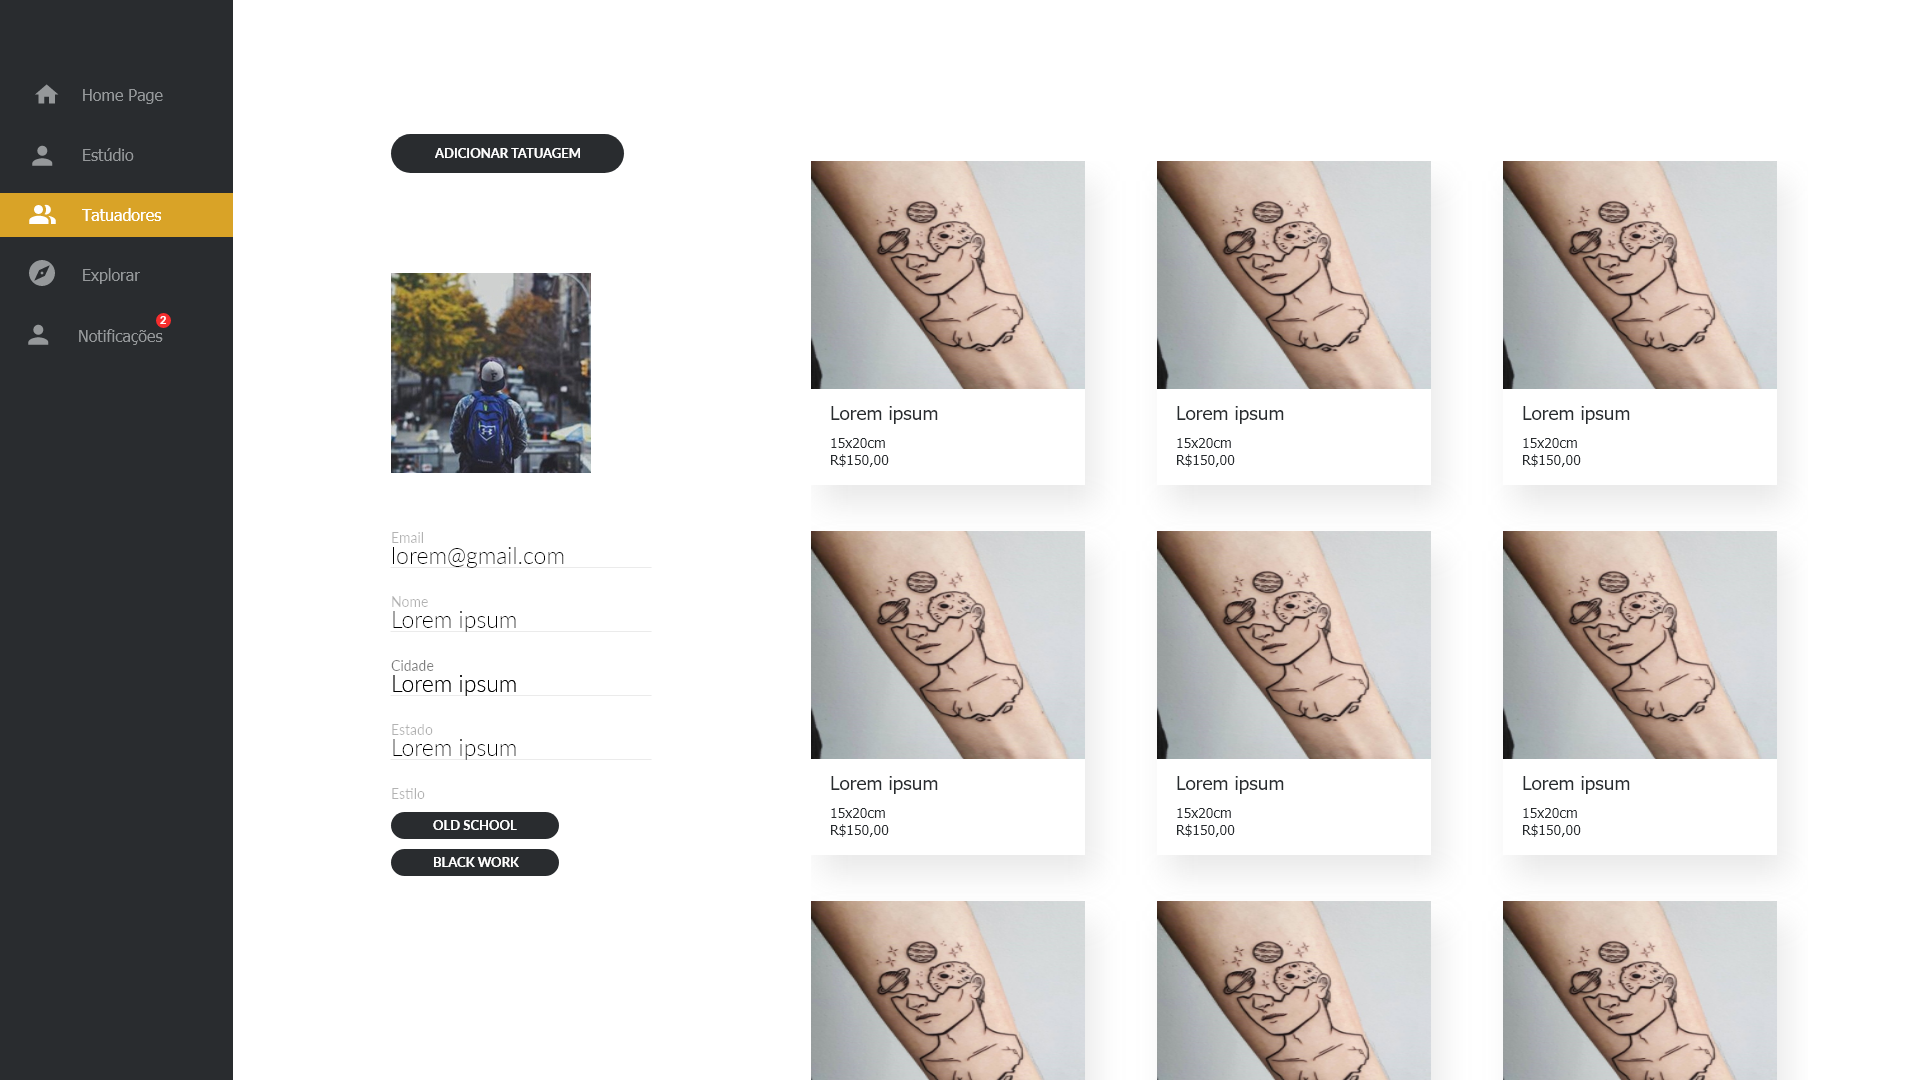 Home Page
Estúdio
Tatuadores
Explorar
2
Notificações
ADICIONAR TATUAGEM
Email
lorem@gmail.com
Nome
Lorem ipsum
Cidade
Lorem ipsum
Estado
Lorem ipsum
Estilo
OLD SCHOOL
BLACK WORK
Lorem ipsum
15x20cm
R$150,00
Lorem ipsum
15x20cm
R$150,00
Lorem ipsum
15x20cm
R$150,00
Lorem ipsum
15x20cm
R$150,00
Lorem ipsum
15x20cm
R$150,00
Lorem ipsum
15x20cm
R$150,00